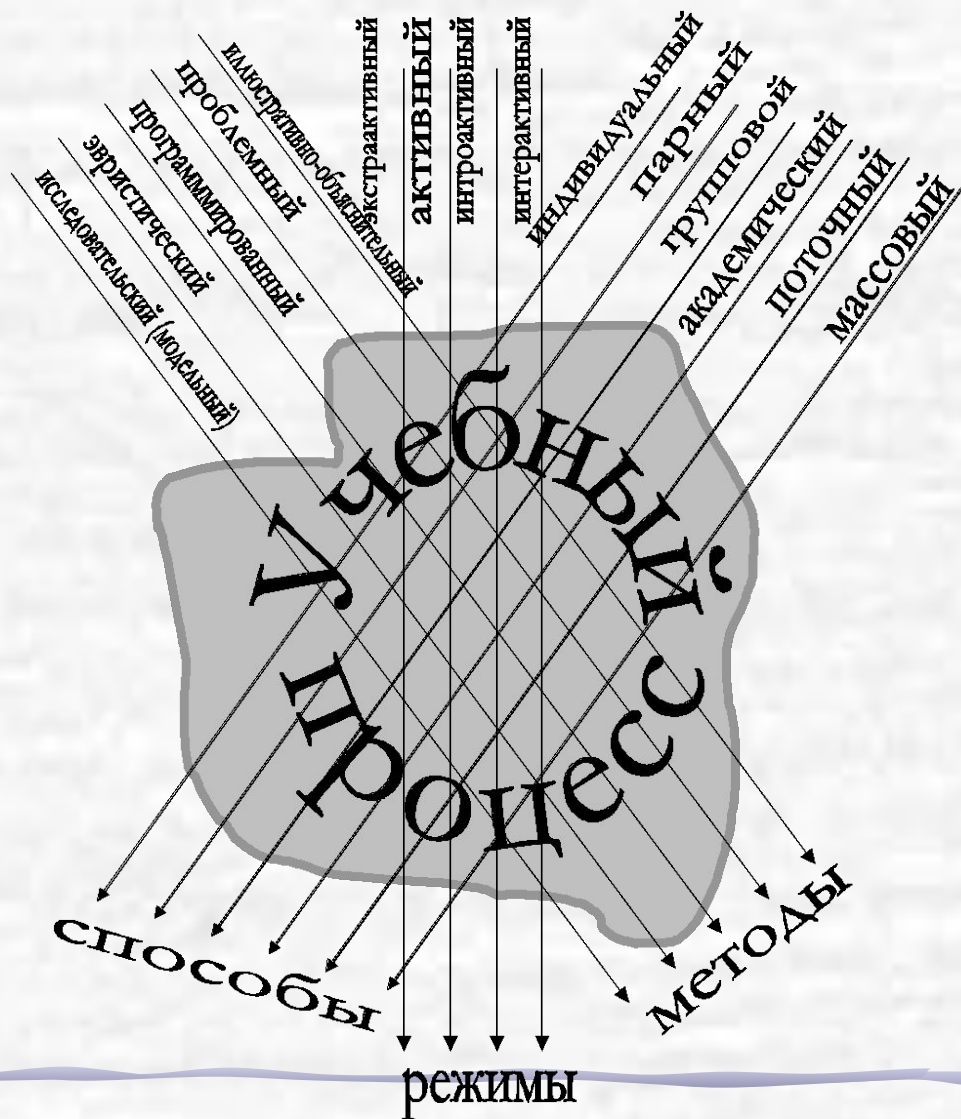 исследовательский (модельный)
эвристический
программированный
проблемный
иллюстративно-объяснительный
экстраактивный
активный
интроактивный
интерактивный
индивидуальный
парный
групповой
академический
поточный
массовый
Учебный
процесс
способы
методы
режимы